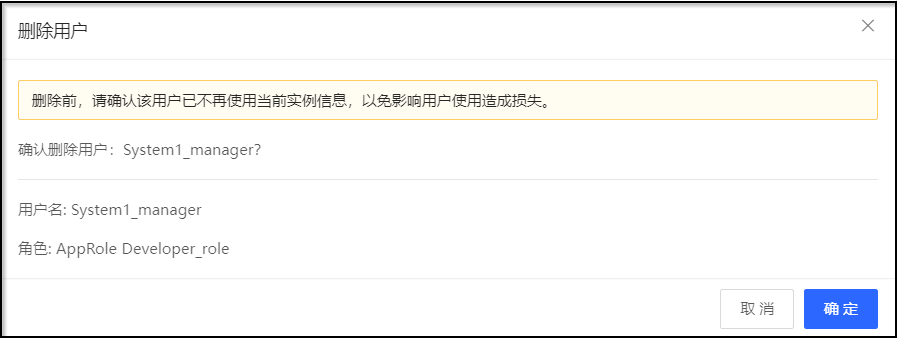 删除用户
删除前，请确认该用户已不再使用当前实例信息，以免影响用户使用造成损失。
确认删除用户：System1_manager?
用户名: System1_manager
角色: AppRole Developer_role
取 消
确 定